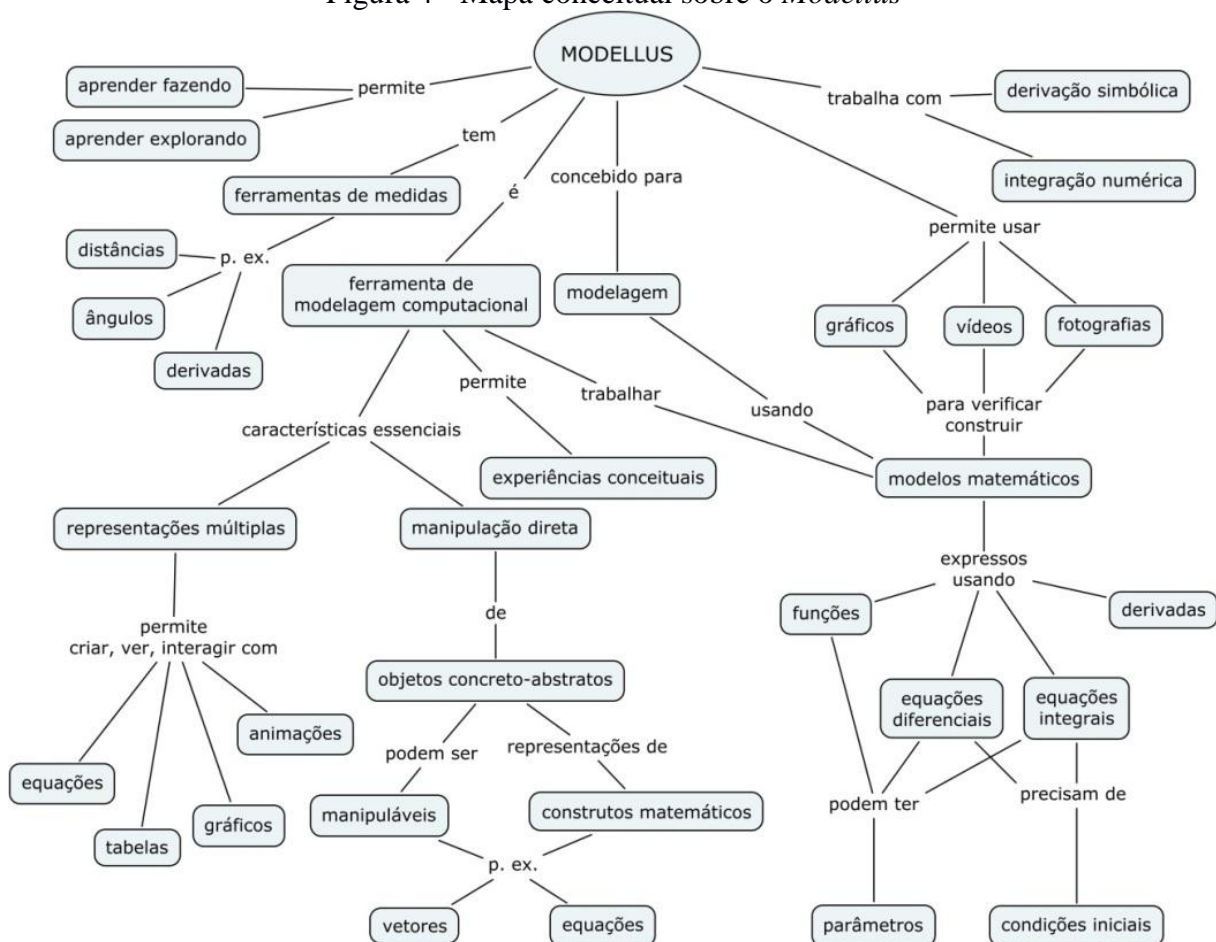 Figura 4 - Mapa conceitual sobre o Modellus
MODELLUS
aprender fazendo
permite
aprender explorando
trabalha com
derivação simbólica
tem
integração numérica
ferramentas de medidas
é
concebido para
permite usar
distâncias
p. ex.
ângulos
derivadas
ferramenta de
modelagem computacional
modelagem
gráficos
vídeos
fotografias
permite
trabalhar
usando
para verificar
construir
características essenciais
experiências conceituais
modelos matemáticos
representações múltiplas
manipulação direta
expressos
usando
funções
derivadas
permite
criar, ver, interagir com
de
objetos concreto-abstratos
equações
diferenciais
equações
integrais
animações
podem ser
representações de
equações
tabelas
gráficos
manipuláveis
construtos matemáticos
podem ter
precisam de
p. ex.
vetores
equações
parâmetros
condições iniciais